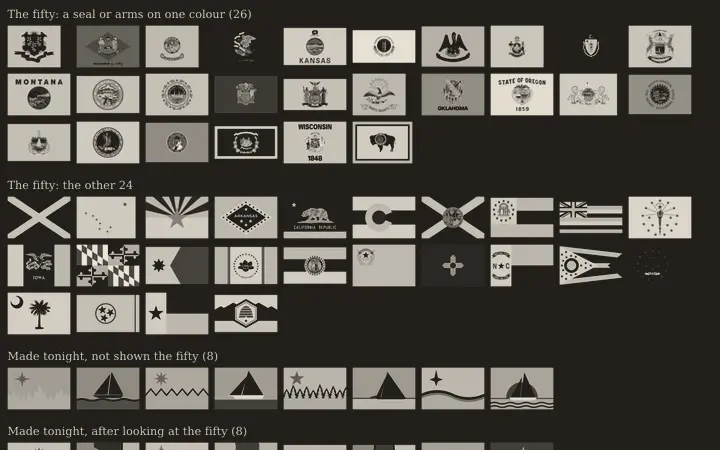 The fifty: a seal or arms on one colour (26)
KANSAS
MONTANA
OKLAHOMA
STATE OF OREGON
1859
WISCONSIN
1848
The fifty: the other 24
ARKANSAS
CALIFORNIA REPUBLIC
IOWA
N C
Made tonight, not shown the fifty (8)
Made tonight, after looking at the fifty (8)